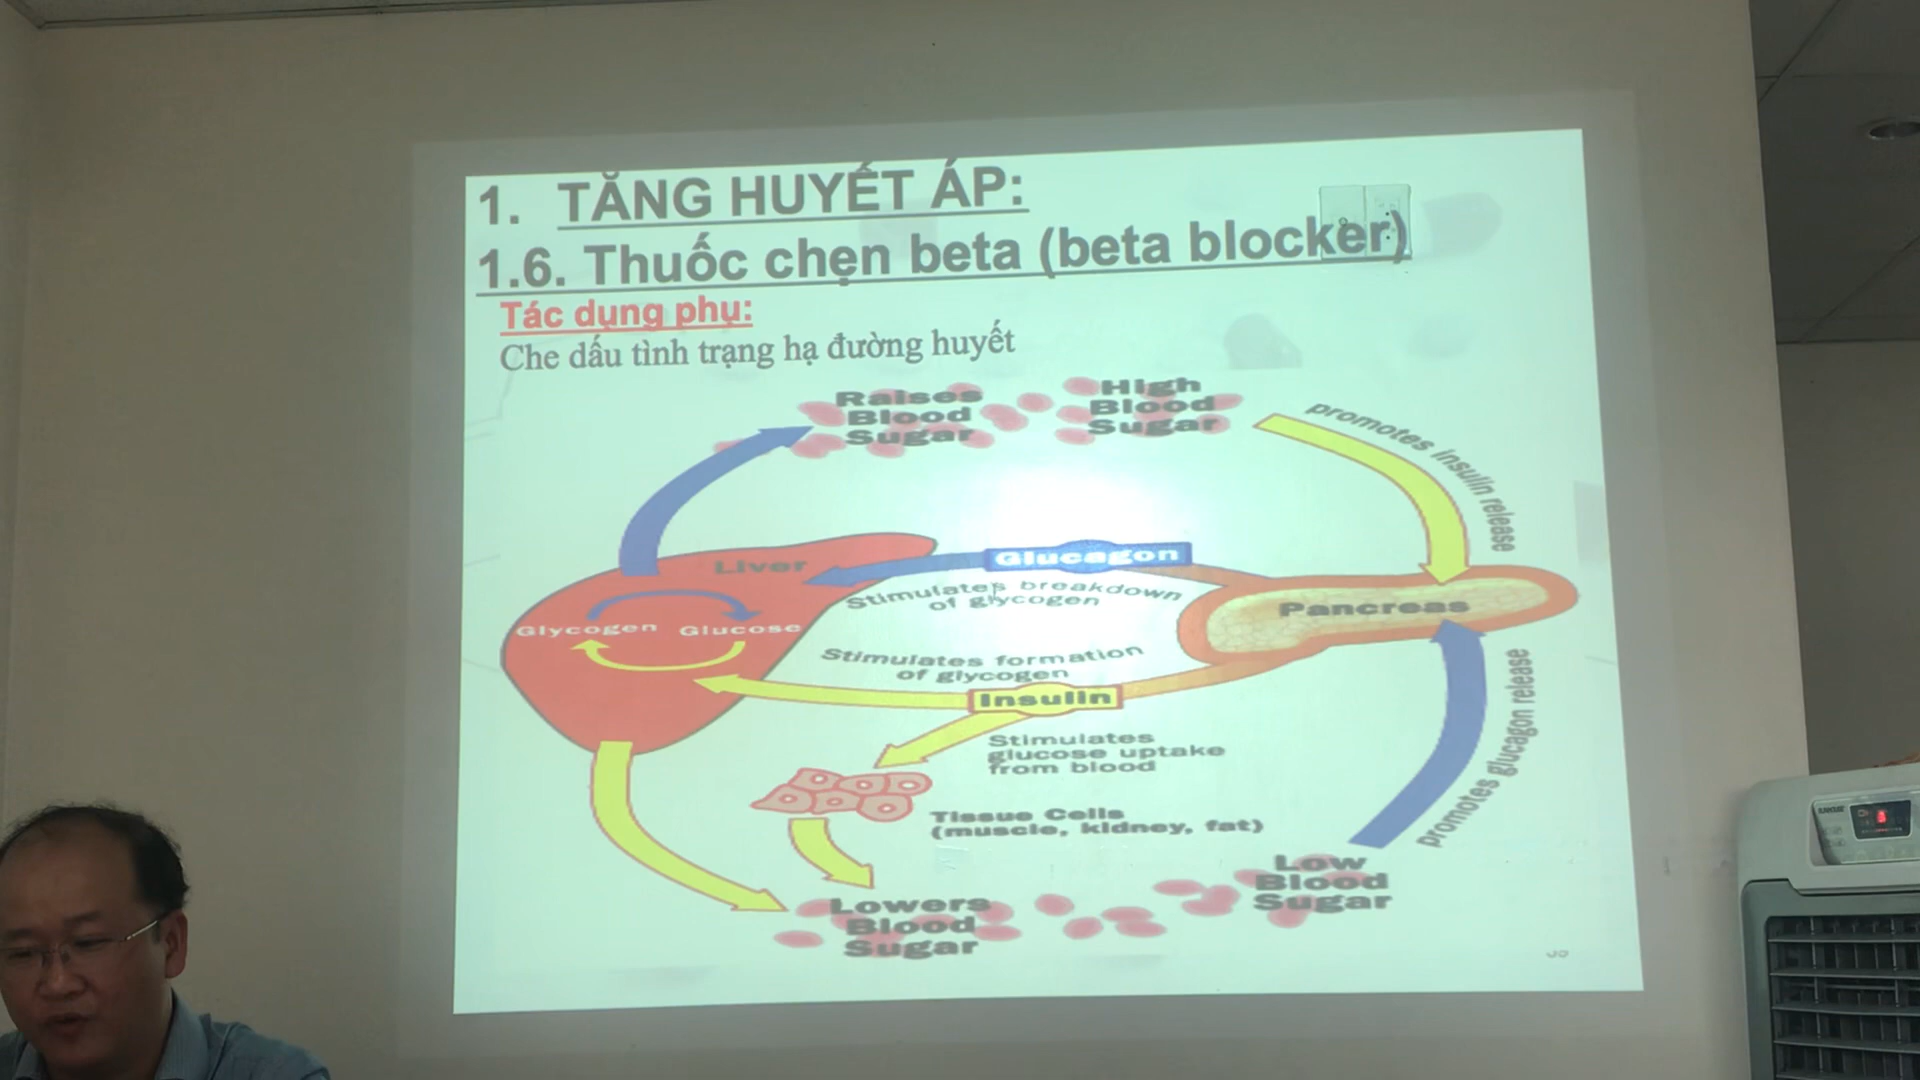 1. TĂNG HUYẾT ÁP:
1.6. Thuốc chẹn beta (beta blocker)
Tác dụng phụ:
Che dấu tình trạng hạ đường huyết
Raises
Blood
Sugar
High
Blood
Sugar
promotes insulin release
Liver
Glucagon
Stimulates breakdown
of glycogen
Glycogen Glucose
Pancreas
Stimulates formation
of glycogen
Insulin
Stimulates
glucose uptake
from blood
Tissue Cells
(muscle, kidney, fat)
promotes glucagon release
Low
Blood
Sugar
Lowers
Blood
Sugar